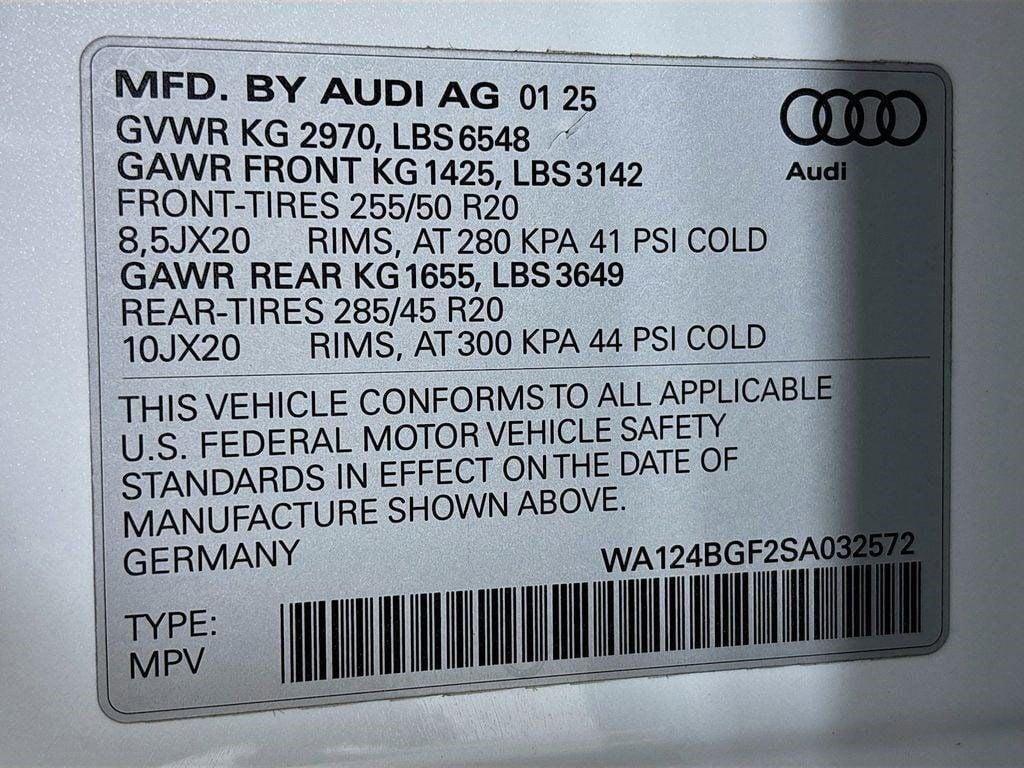 MFD. BY AUDI AG 01 25
GVWR KG 2970, LBS 6548
GAWR FRONT KG 1425, LBS 3142
FRONT-TIRES 255/50 R20
8,5JX20 RIMS, AT 280 KPA 41 PSI COLD
GAWR REAR KG 1655, LBS 3649
REAR-TIRES 285/45 R20
10JX20 RIMS, AT 300 KPA 44 PSI COLD
Audi
THIS VEHICLE CONFORMS TO ALL APPLICABLE
U.S. FEDERAL MOTOR VEHICLE SAFETY
STANDARDS IN EFFECT ON THE DATE OF
MANUFACTURE SHOWN ABOVE.
GERMANY WA124BGF2SA032572
TYPE:
MPV